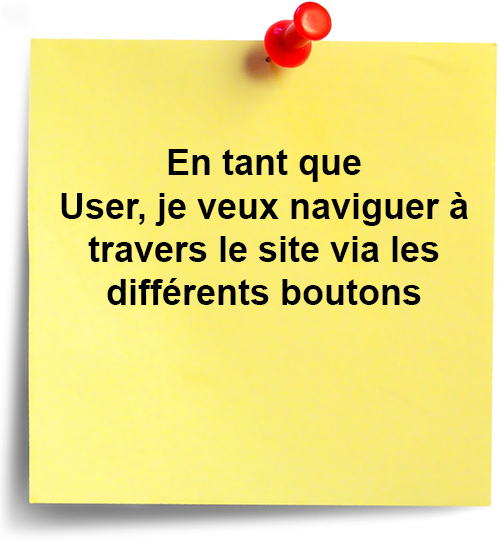 En tant que
User, je veux naviguer à
travers le site via les
différents boutons